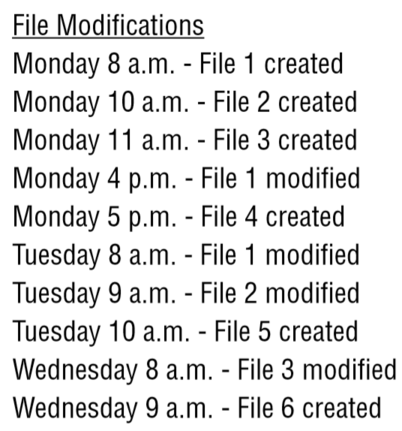 File Modifications
Monday 8 a.m. - File 1 created
Monday 10 a.m. - File 2 created
Monday 11 a.m. - File 3 created
Monday 4 p.m. - File 1 modified
Monday 5 p.m. - File 4 created
Tuesday 8 a.m. - File 1 modified
Tuesday 9 a.m. - File 2 modified
Tuesday 10 a.m. - File 5 created
Wednesday 8 a.m. - File 3 modified
Wednesday 9 a.m. - File 6 created